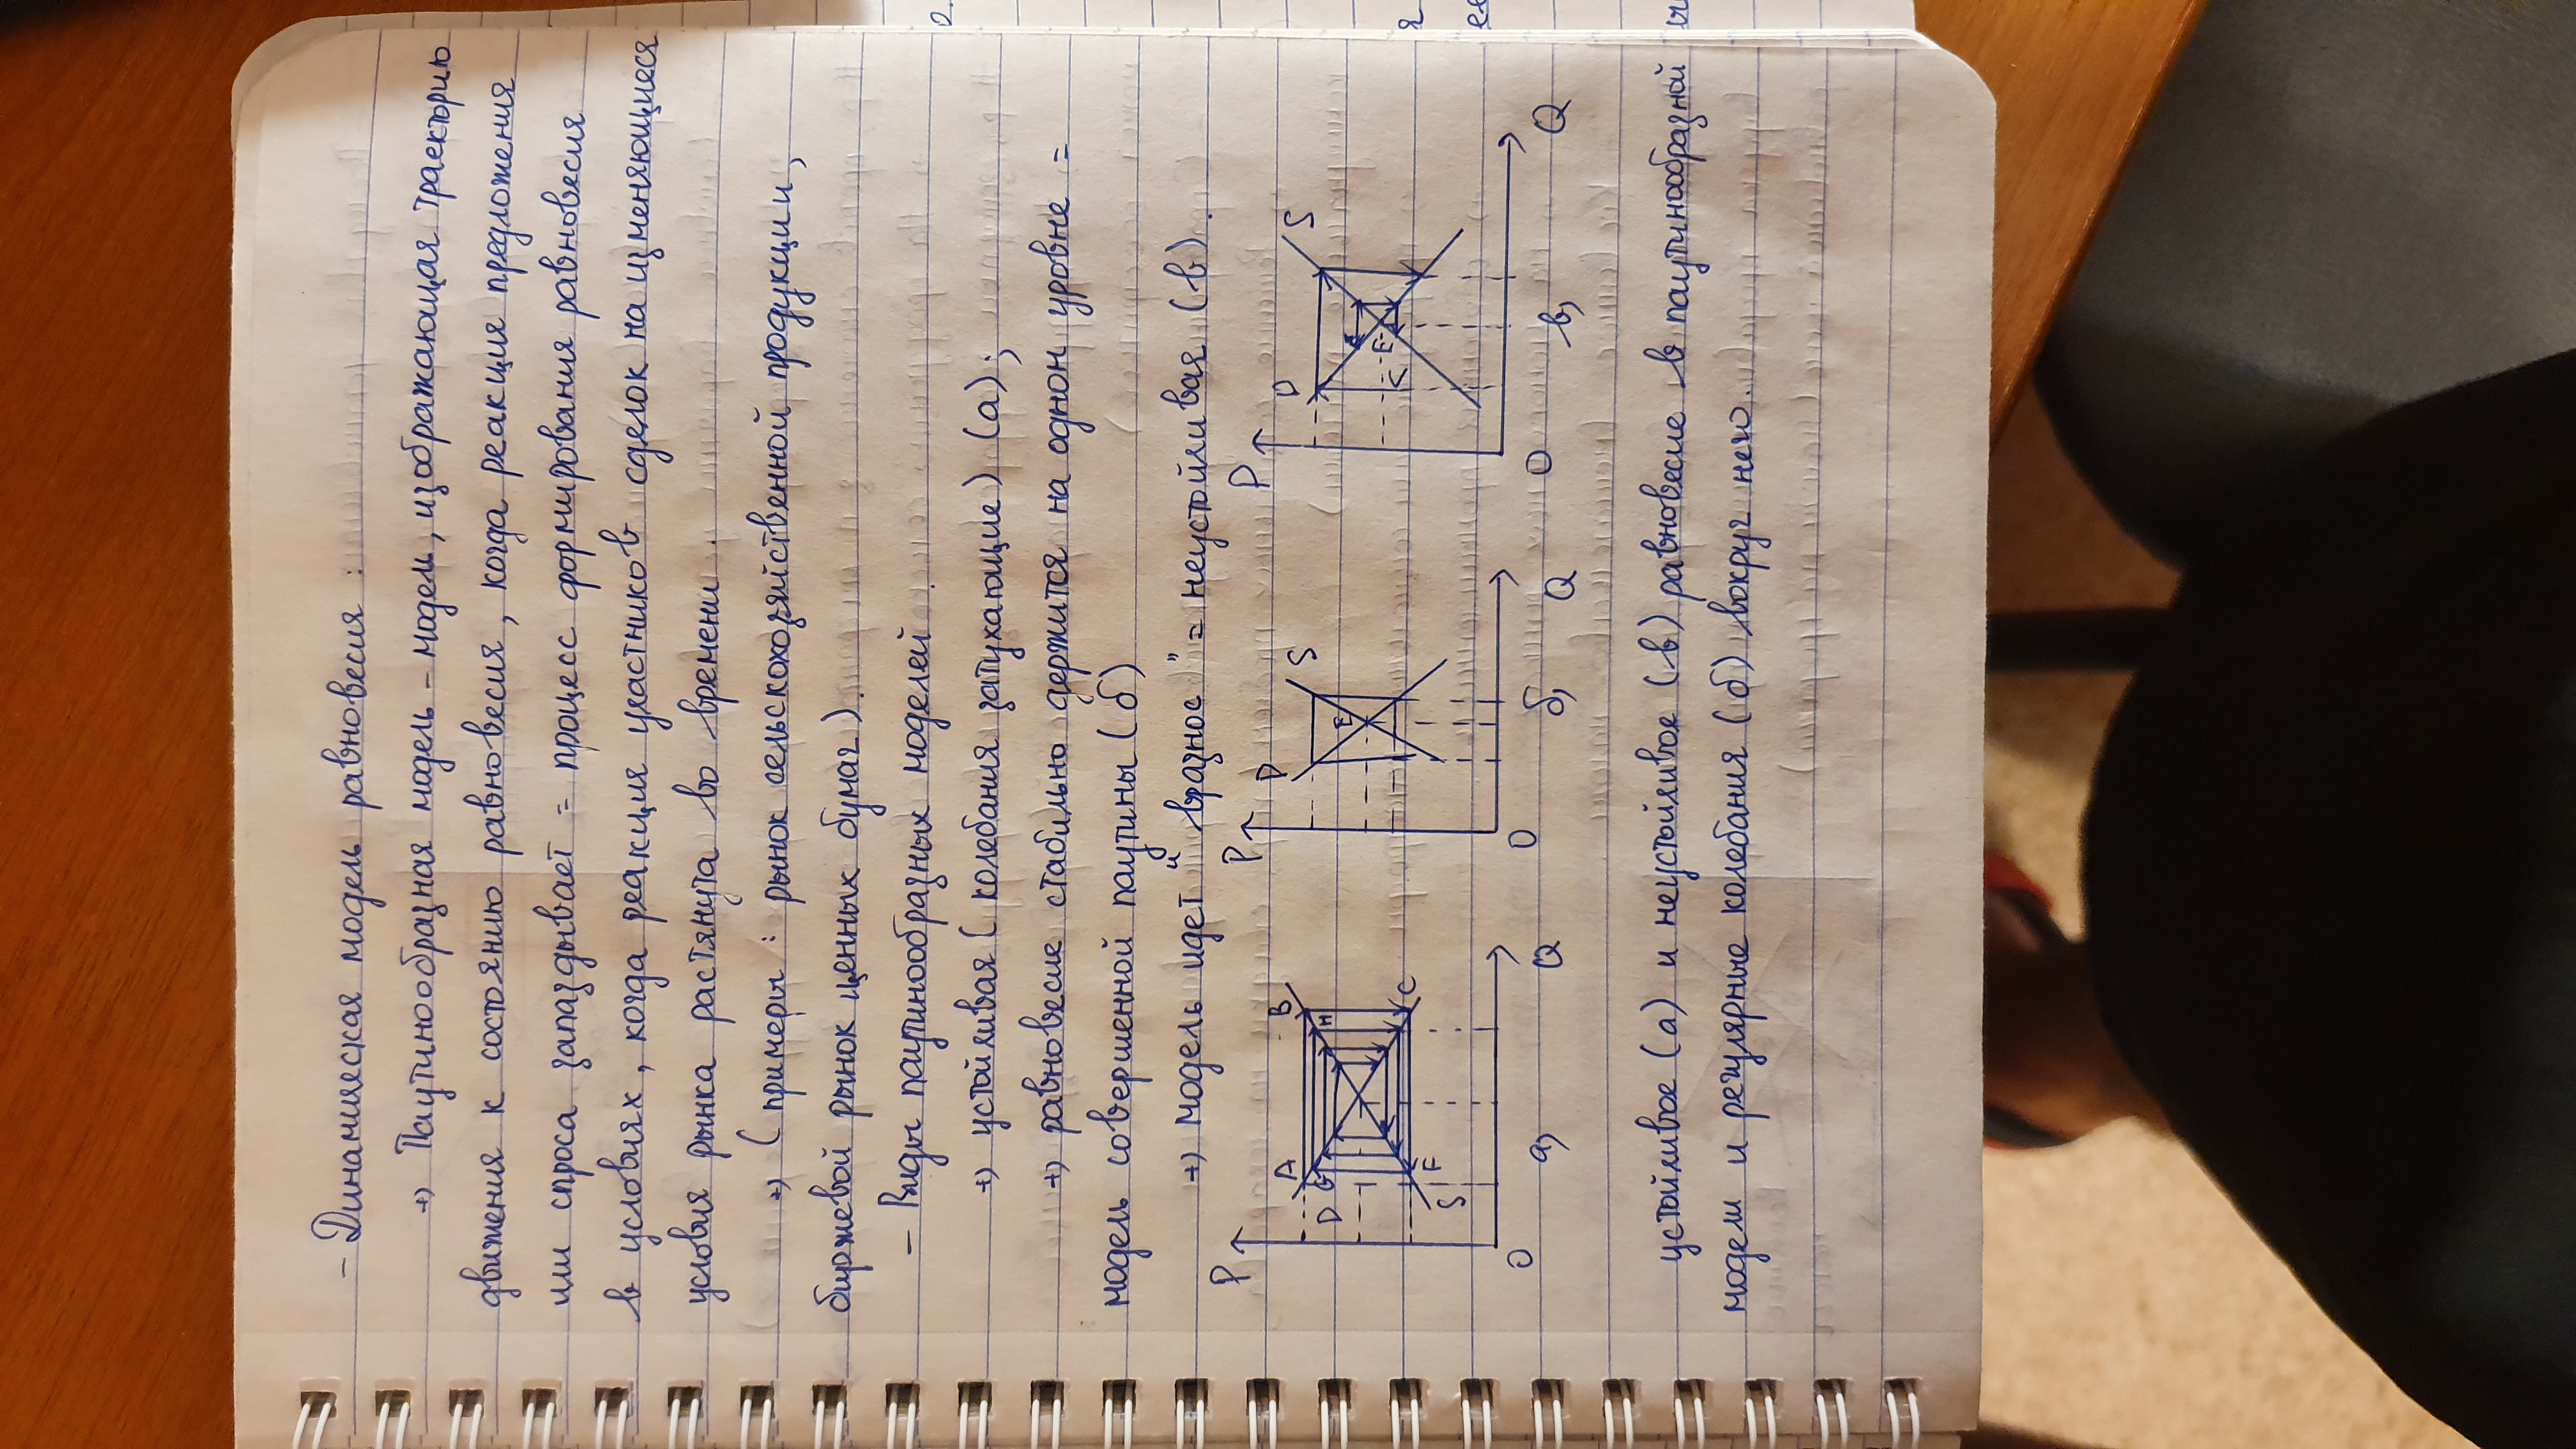 - Динамическая модель равновесия :
→ Паутинообразная модель - модель, изображающая траекторию
движения к состоянию равновесия, когда реакция предложения
или спроса запаздывает = процесс формирования равновесия
в условиях, когда реакция участников сделок на изменяющиеся
условия рынка растянута во времени.
→ (примеры : рынок сельскохозяйственной продукции,
биржевой рынок ценных бумаг).
- Виды паутинообразных моделей
→ устойчивая (колебания затухающие) (а);
→ равновесие стабильно держится на одном уровне =
модель совершенной паутины (б)
→ модель идет "вразнос" = неустойчивая (в).
P P P
A B D S D S
D G H E
E
S F C
O Q O Q O Q
а) б) в)
устойчивое (а) и неустойчивое (в) равновесие в паутинообразной
модели и регулярные колебания (б) вокруг него.